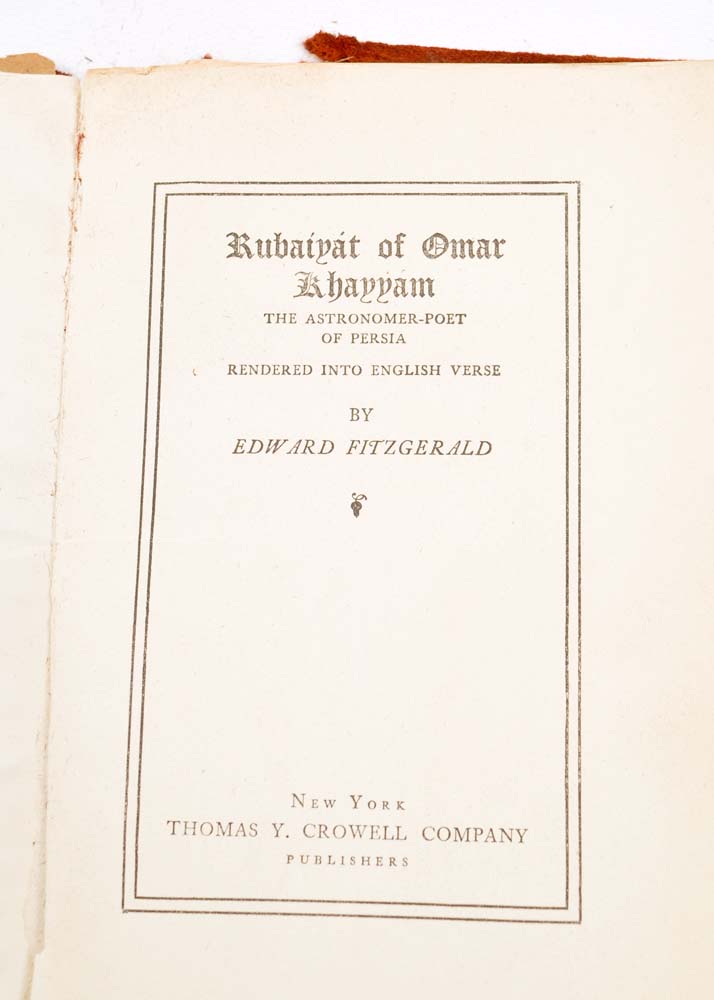 Rubaiyát of Omar
Khayyám
THE ASTRONOMER-POET
OF PERSIA
RENDERED INTO ENGLISH VERSE
BY
EDWARD FITZGERALD
NEW YORK
THOMAS Y. CROWELL COMPANY
PUBLISHERS